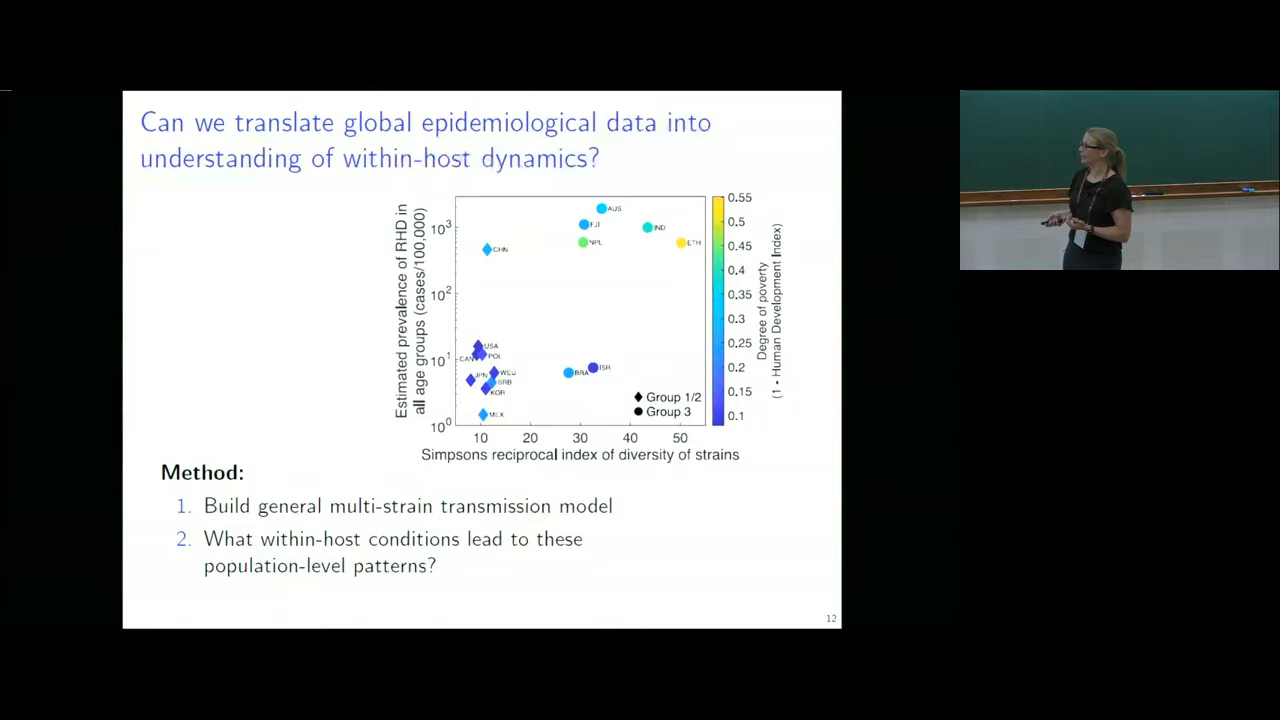 Can we translate global epidemiological data into
understanding of within-host dynamics?
Estimated prevalence of RHD in
all age groups (cases/100,000)
10³
10²
10¹
10⁰
AUS
FJI
IND
NPL
ETH
CHN
USA
CAN
POL
JPN
WEU
SRB
KOR
MEX
BRA
ISR
Group 1/2
Group 3
10 20 30 40 50
Simpsons reciprocal index of diversity of strains
0.55
0.5
0.45
0.4
0.35
0.3
0.25
0.2
0.15
0.1
Degree of poverty
(1 - Human Development Index)
Method:
1. Build general multi-strain transmission model
2. What within-host conditions lead to these
population-level patterns?
12